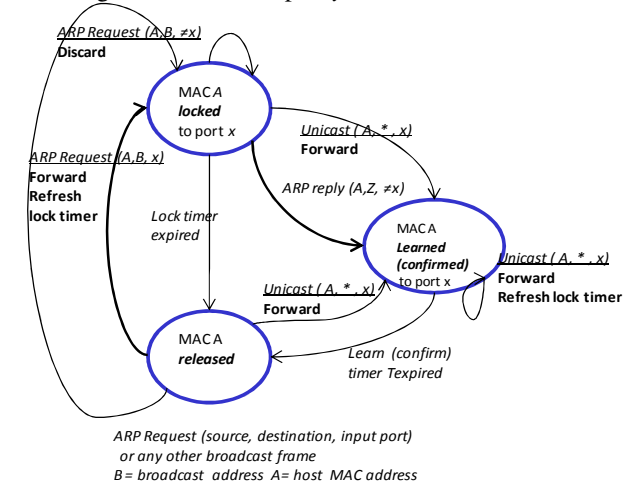 ARP Request (A,B, ≠x)
Discard
MAC A
locked
to port x
Unicast ( A, * , x)
Forward
ARP Request (A,B, x)
Forward
Refresh
lock timer
ARP reply (A,Z, ≠x)
Lock timer
expired
MAC A
Learned
(confirmed)
to port x
Unicast ( A, * , x)
Forward
Refresh lock timer
Unicast ( A, * , x)
Forward
MAC A
released
Learn (confirm)
timer Texpired
ARP Request (source, destination, input port)
or any other broadcast frame
B = broadcast address A= host MAC address